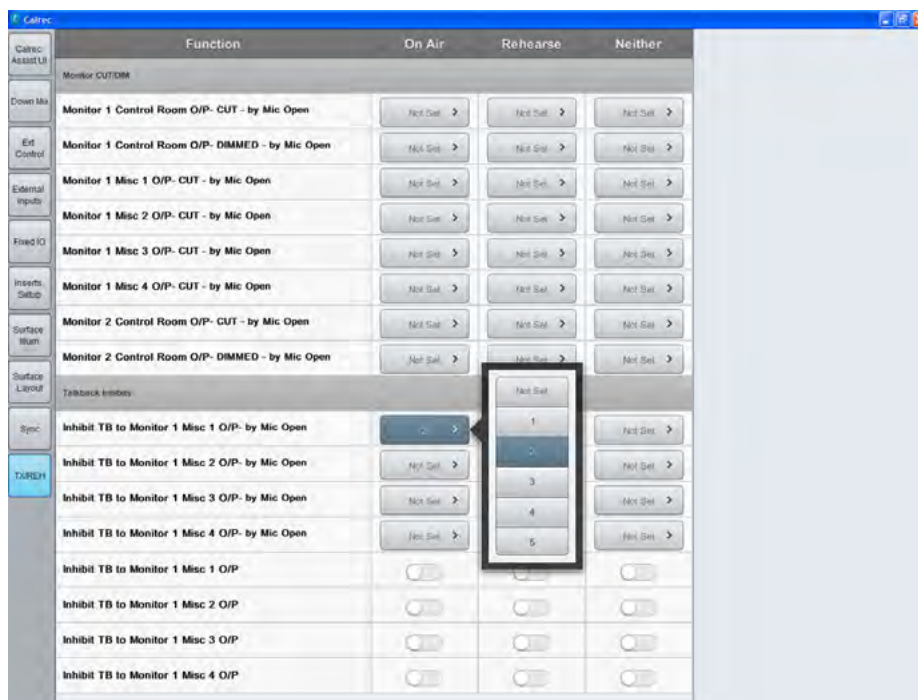 Calrec
Function On Air Rehearse Neither
Calrec Assist UI
Monitor CUT/DIM
Down Mix
Monitor 1 Control Room O/P- CUT - by Mic Open Not Set Not Set Not Set
Ext Control
Monitor 1 Control Room O/P- DIMMED - by Mic Open Not Set Not Set Not Set
External Inputs
Monitor 1 Misc 1 O/P- CUT - by Mic Open Not Set Not Set Not Set
Monitor 1 Misc 2 O/P- CUT - by Mic Open Not Set Not Set Not Set
Fixed IO
Monitor 1 Misc 3 O/P- CUT - by Mic Open Not Set Not Set Not Set
Inserts Setup
Monitor 1 Misc 4 O/P- CUT - by Mic Open Not Set Not Set Not Set
Surface Illum
Monitor 2 Control Room O/P- CUT - by Mic Open Not Set Not Set Not Set
Monitor 2 Control Room O/P- DIMMED - by Mic Open Not Set Not Set Not Set
Surface Layout
Talkback Inhibits Not Set
Sync
Inhibit TB to Monitor 1 Misc 1 O/P- by Mic Open 2 1 Not Set
2
Inhibit TB to Monitor 1 Misc 2 O/P- by Mic Open Not Set Not Set
TX/REH
3
Inhibit TB to Monitor 1 Misc 3 O/P- by Mic Open Not Set Not Set
4
Inhibit TB to Monitor 1 Misc 4 O/P- by Mic Open Not Set 5 Not Set
Inhibit TB to Monitor 1 Misc 1 O/P
Inhibit TB to Monitor 1 Misc 2 O/P
Inhibit TB to Monitor 1 Misc 3 O/P
Inhibit TB to Monitor 1 Misc 4 O/P